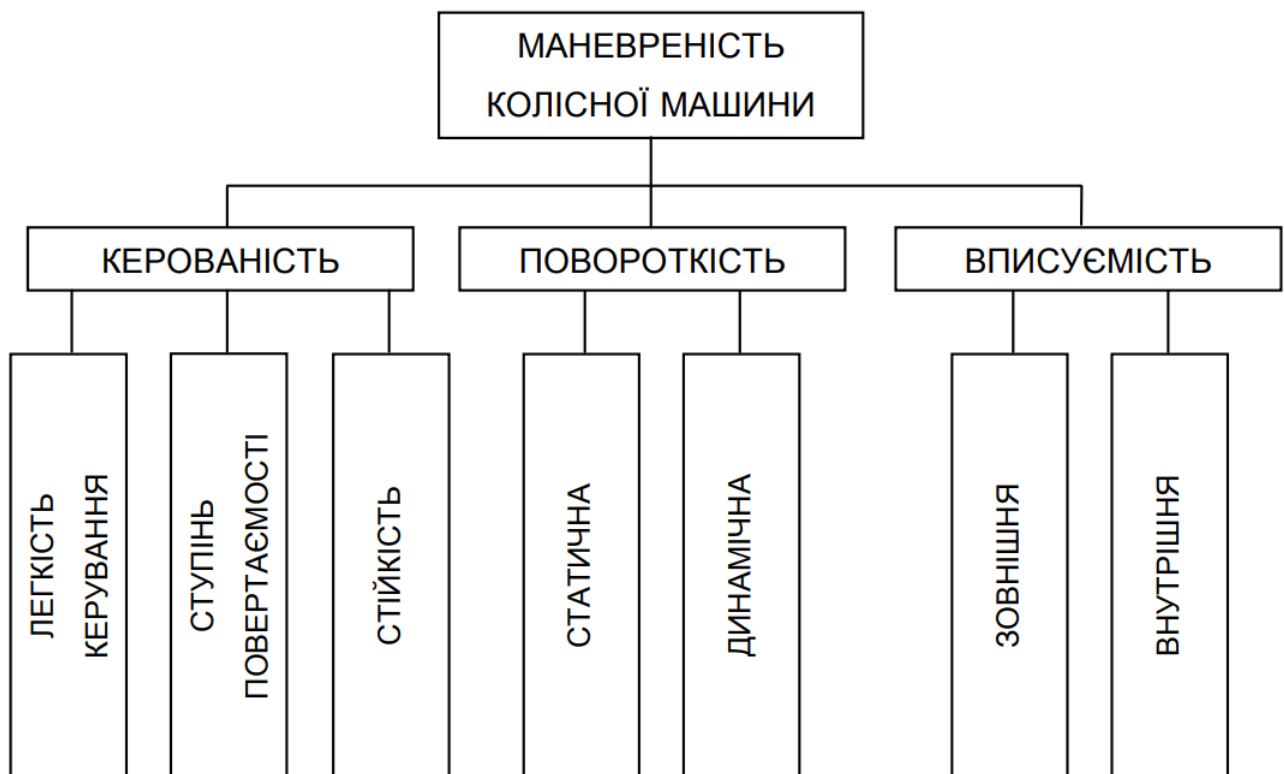 МАНЕВРЕНІСТЬ
КОЛІСНОЇ МАШИНИ
КЕРОВАНІСТЬ
ПОВОРОТКІСТЬ
ВПИСУЄМІСТЬ
ЛЕГКІСТЬ
КЕРУВАННЯ
СТУПІНЬ
ПОВЕРТАЄМОСТІ
СТІЙКІСТЬ
СТАТИЧНА
ДИНАМІЧНА
ЗОВНІШНЯ
ВНУТРІШНЯ